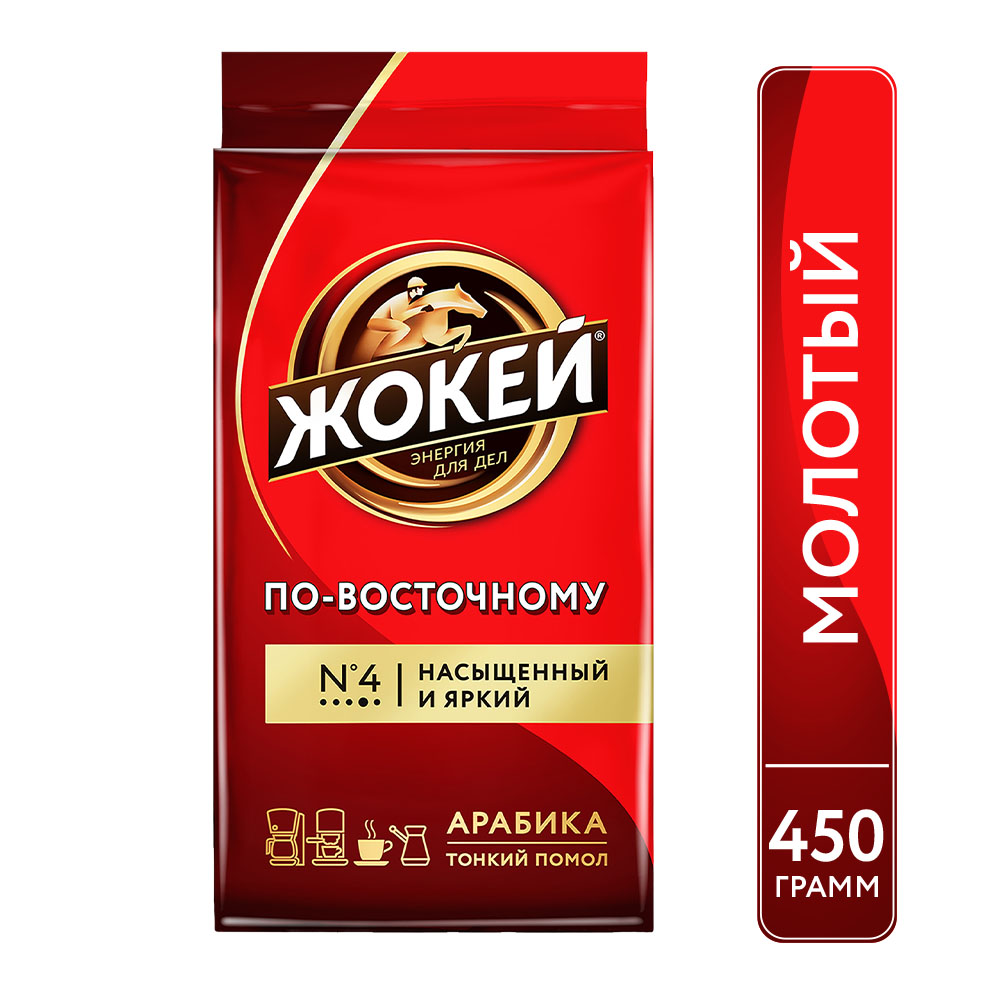 ЖОКЕЙ®
ЭНЕРГИЯ
ДЛЯ ДЕЛ
ПО-ВОСТОЧНОМУ
N°4
НАСЫЩЕННЫЙ
И ЯРКИЙ
АРАБИКА
ТОНКИЙ ПОМОЛ
МОЛОТЫЙ
450
ГРАММ